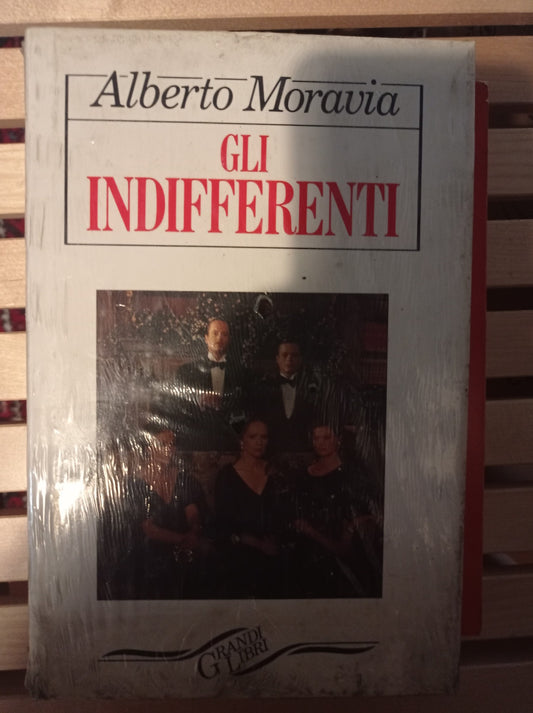 Alberto Moravia
GLI
INDIFFERENTI
GRANDI
LIBRI